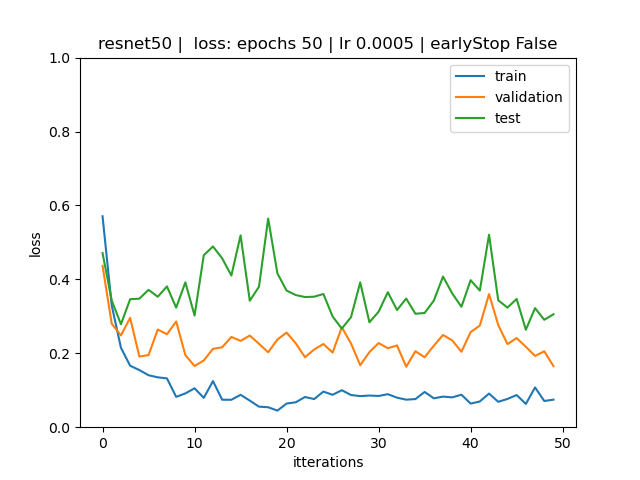 resnet50 |  loss: epochs 50 | lr 0.0005 | earlyStop False
train
validation
test
1.0
0.8
0.6
0.4
0.2
0.0
loss
0 10 20 30 40 50
itterations